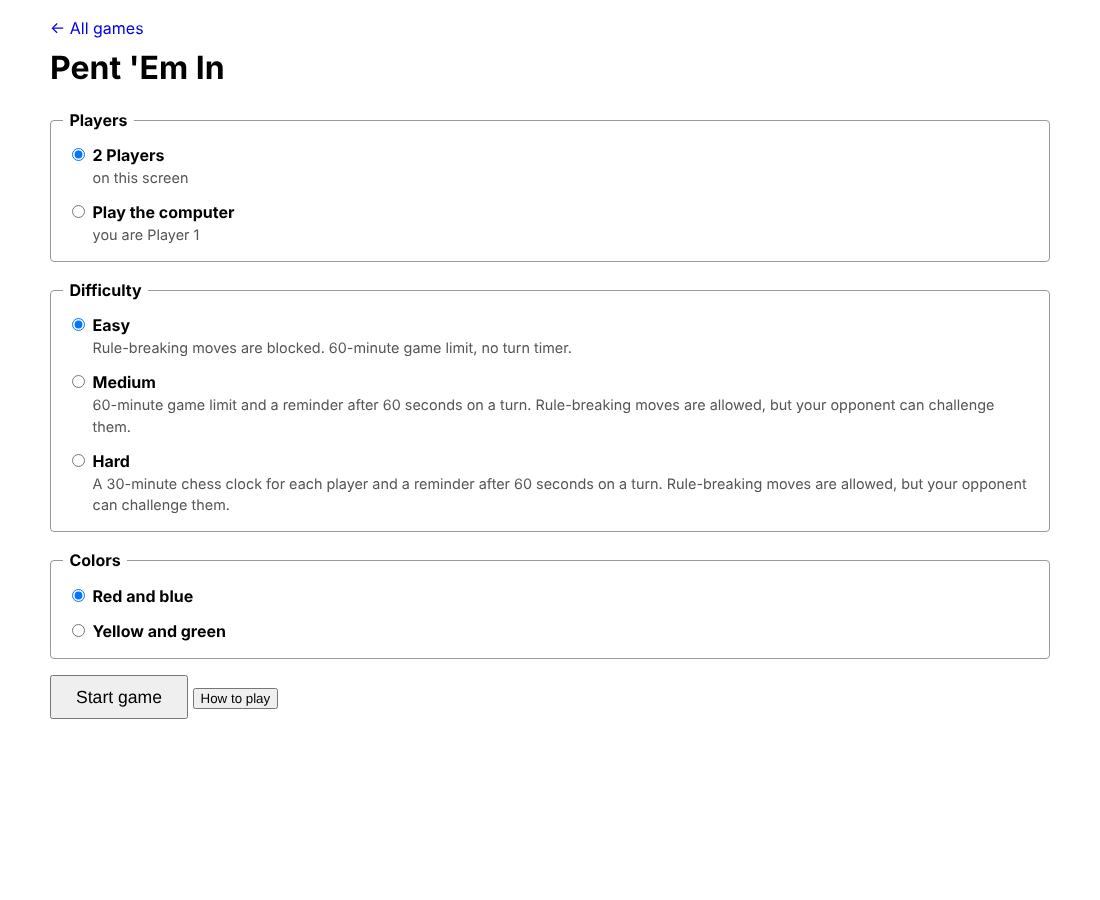 ← All games
Pent 'Em In
Players
2 Players
on this screen
Play the computer
you are Player 1
Difficulty
Easy
Rule-breaking moves are blocked. 60-minute game limit, no turn timer.
Medium
60-minute game limit and a reminder after 60 seconds on a turn. Rule-breaking moves are allowed, but your opponent can challenge
them.
Hard
A 30-minute chess clock for each player and a reminder after 60 seconds on a turn. Rule-breaking moves are allowed, but your opponent
can challenge them.
Colors
Red and blue
Yellow and green
Start game How to play